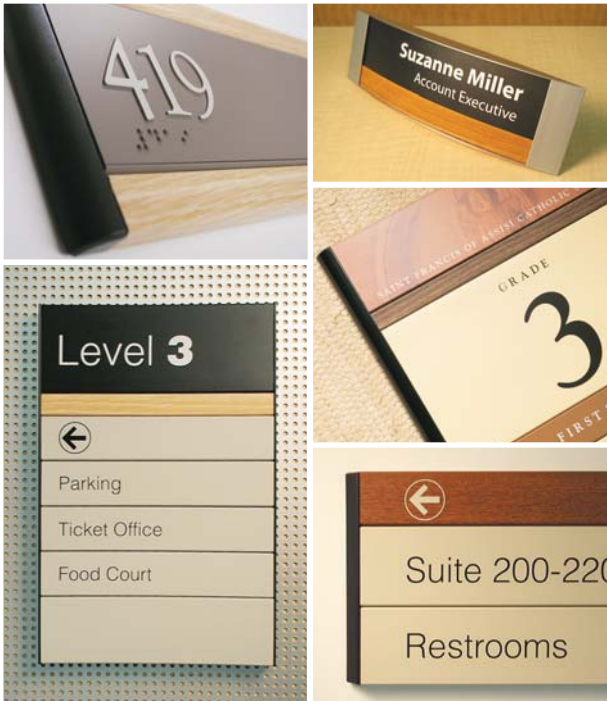 419
Suzanne Miller
Account Executive
SAINT FRANCIS OF ASSISI CATHOLIC
GRADE
3
FIRST
Level 3
Parking
Ticket Office
Food Court
Suite 200-220
Restrooms